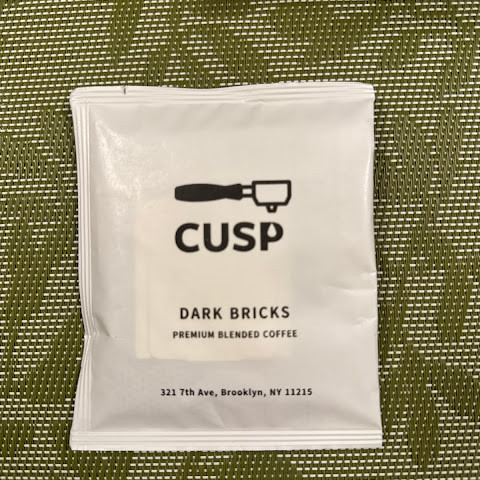 CUSP
DARK BRICKS
PREMIUM BLENDED COFFEE
321 7th Ave, Brooklyn, NY 11215